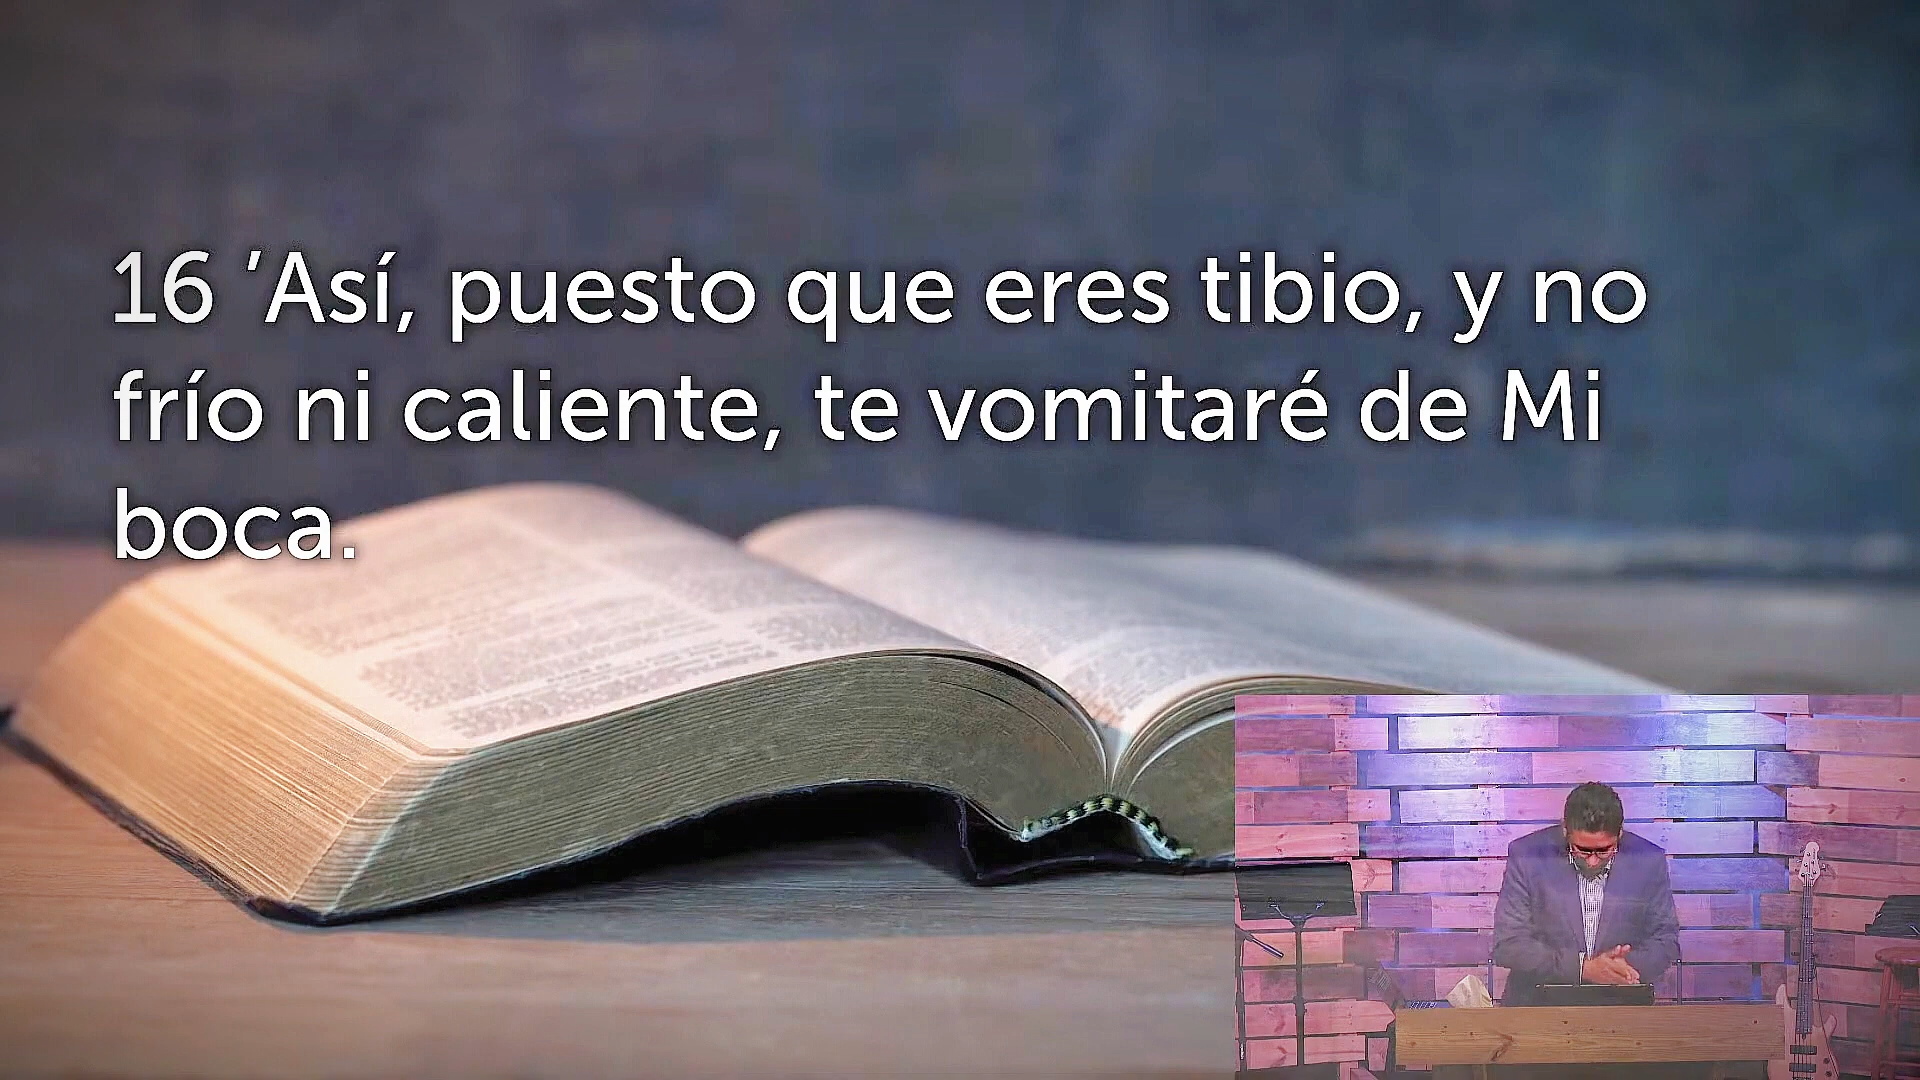 16 ’Así, puesto que eres tibio, y no
frío ni caliente, te vomitaré de Mi
boca.